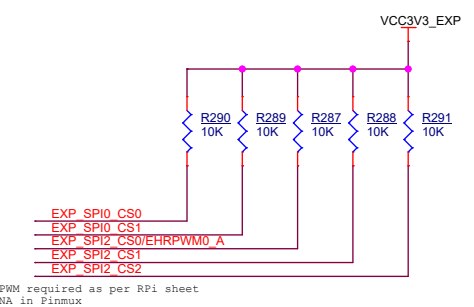 VCC3V3_EXP
R290 R289 R287 R288 R291
10K 10K 10K 10K 10K
EXP_SPI0_CS0
EXP_SPI0_CS1
EXP_SPI2_CS0/EHRPWM0_A
EXP_SPI2_CS1
EXP_SPI2_CS2
PWM required as per RPi sheet
NA in Pinmux